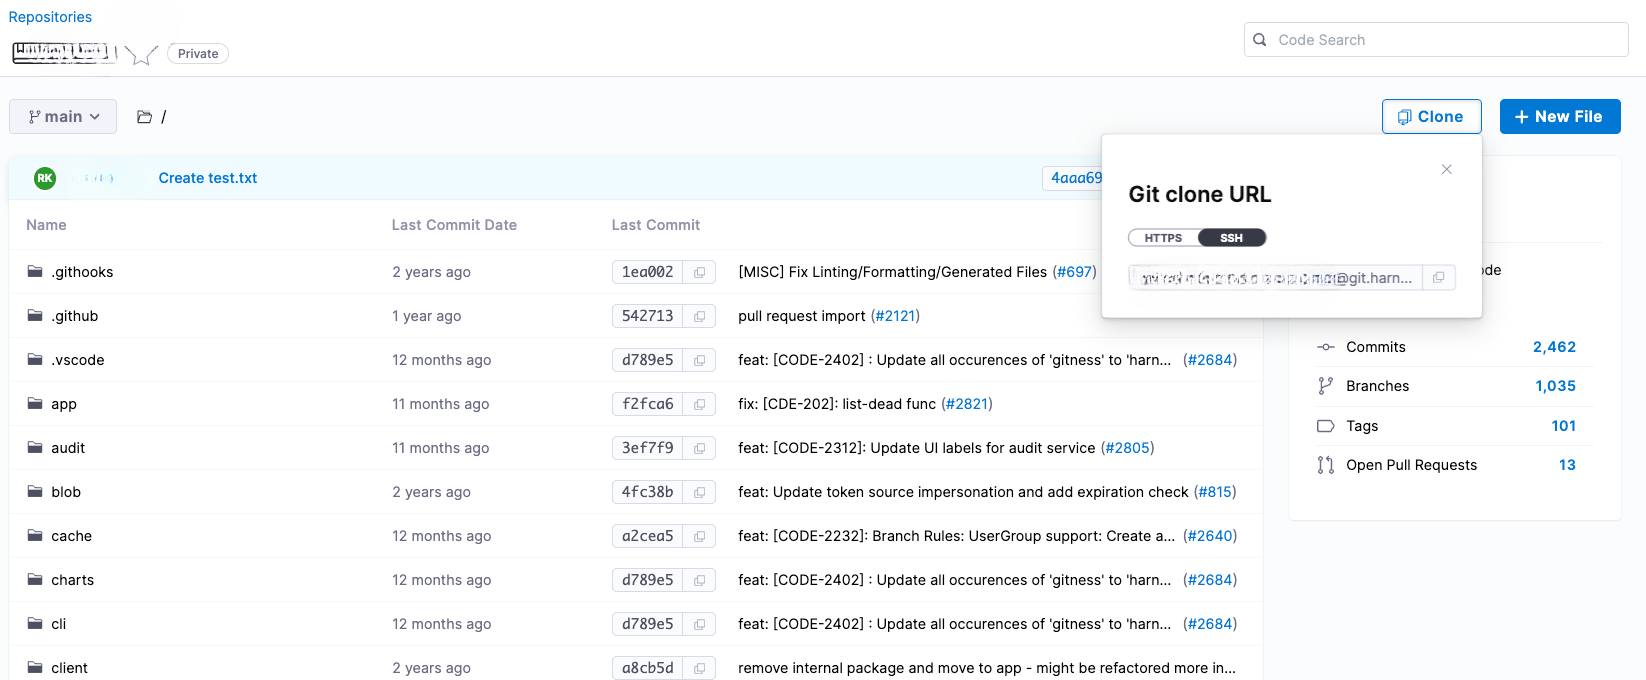 Repositories
Private
Code Search
main
/
Clone
New File
RK
Create test.txt
4aaa69
Git clone URL
HTTPS
SSH
@git.harn...
Name
Last Commit Date
Last Commit
.githooks
2 years ago
1ea002
[MISC] Fix Linting/Formatting/Generated Files (#697)
.github
1 year ago
542713
pull request import (#2121)
.vscode
12 months ago
d789e5
feat: [CODE-2402] : Update all occurences of 'gitness' to 'harn... (#2684)
app
11 months ago
f2fca6
fix: [CDE-202]: list-dead func (#2821)
audit
11 months ago
3ef7f9
feat: [CODE-2312]: Update UI labels for audit service (#2805)
blob
2 years ago
4fc38b
feat: Update token source impersonation and add expiration check (#815)
cache
12 months ago
a2cea5
feat: [CODE-2232]: Branch Rules: UserGroup support: Create a... (#2640)
charts
12 months ago
d789e5
feat: [CODE-2402] : Update all occurences of 'gitness' to 'harn... (#2684)
cli
12 months ago
d789e5
feat: [CODE-2402] : Update all occurences of 'gitness' to 'harn... (#2684)
client
2 years ago
a8cb5d
remove internal package and move to app - might be refactored more in...
ode
Commits
2,462
Branches
1,035
Tags
101
Open Pull Requests
13